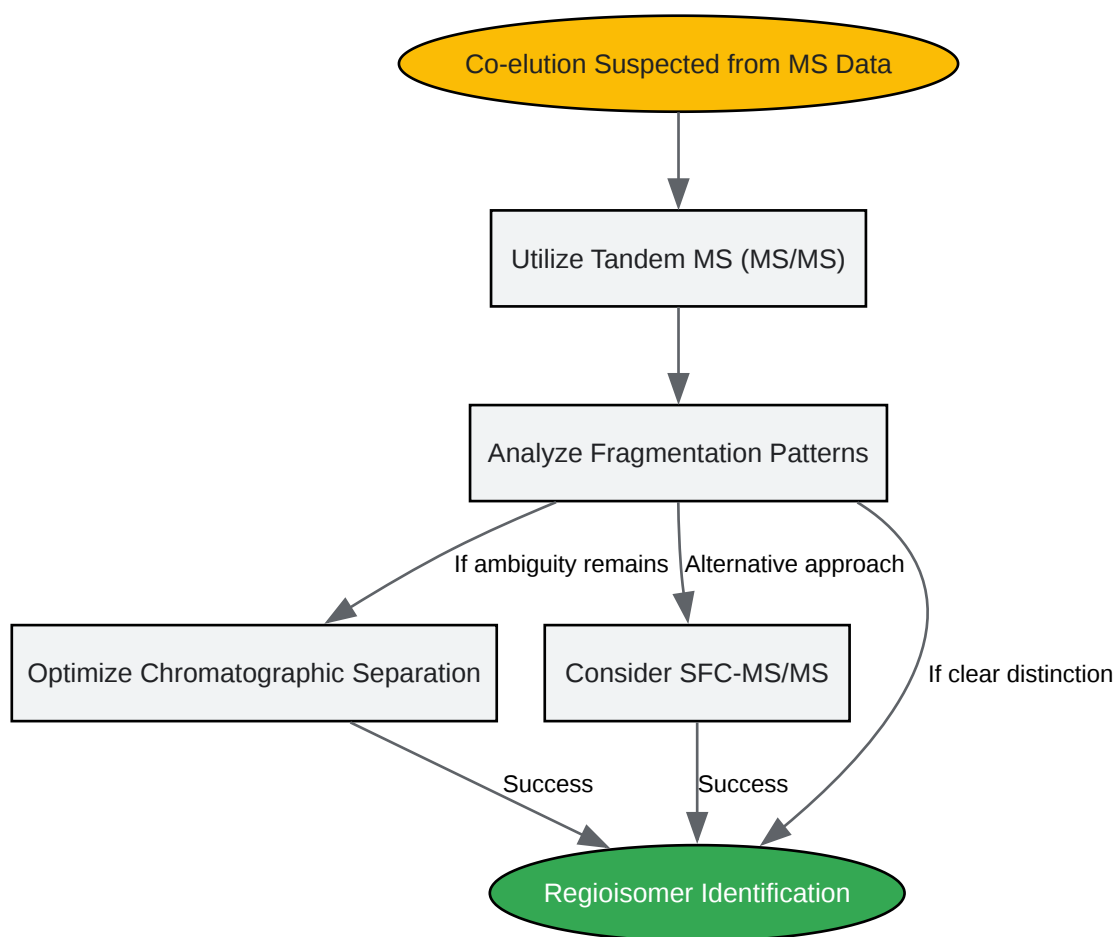 Co-elution Suspected from MS Data
Utilize Tandem MS (MS/MS)
Analyze Fragmentation Patterns
If ambiguity remains
Alternative approach
If clear distinction
Optimize Chromatographic Separation
Consider SFC-MS/MS
Success
Success
Regioisomer Identification